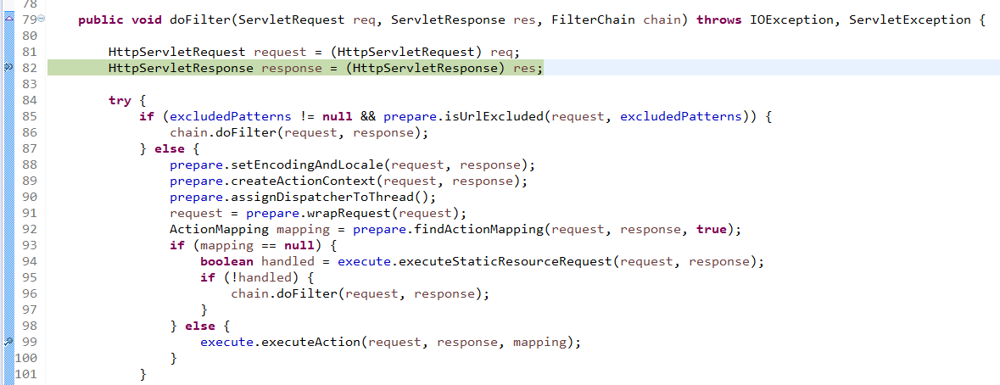 78
79 public void doFilter(ServletRequest req, ServletResponse res, FilterChain chain) throws IOException, ServletException {
80
81 HttpServletRequest request = (HttpServletRequest) req;
82 HttpServletResponse response = (HttpServletResponse) res;
83
84 try {
85 if (excludedPatterns != null && prepare.isUrlExcluded(request, excludedPatterns)) {
86 chain.doFilter(request, response);
87 } else {
88 prepare.setEncodingAndLocale(request, response);
89 prepare.createActionContext(request, response);
90 prepare.assignDispatcherToThread();
91 request = prepare.wrapRequest(request);
92 ActionMapping mapping = prepare.findActionMapping(request, response, true);
93 if (mapping == null) {
94 boolean handled = execute.executeStaticResourceRequest(request, response);
95 if (!handled) {
96 chain.doFilter(request, response);
97 }
98 } else {
99 execute.executeAction(request, response, mapping);
100 }
101 }